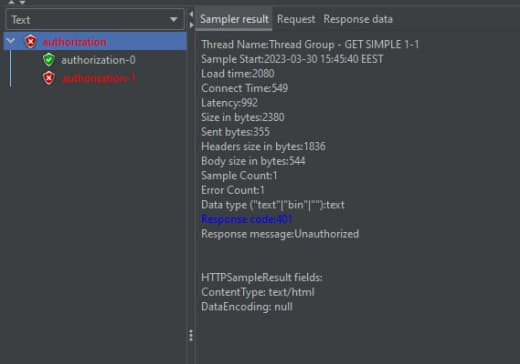 Text
authorization
authorization-0
authorization-1
Sampler result Request Response data
Thread Name:Thread Group - GET SIMPLE 1-1
Sample Start:2023-03-30 15:45:40 EEST
Load time:2080
Connect Time:549
Latency:992
Size in bytes:2380
Sent bytes:355
Headers size in bytes:1836
Body size in bytes:544
Sample Count:1
Error Count:1
Data type ("text"|"bin"|""):text
Response code:401
Response message:Unauthorized
HTTPSampleResult fields:
ContentType: text/html
DataEncoding: null